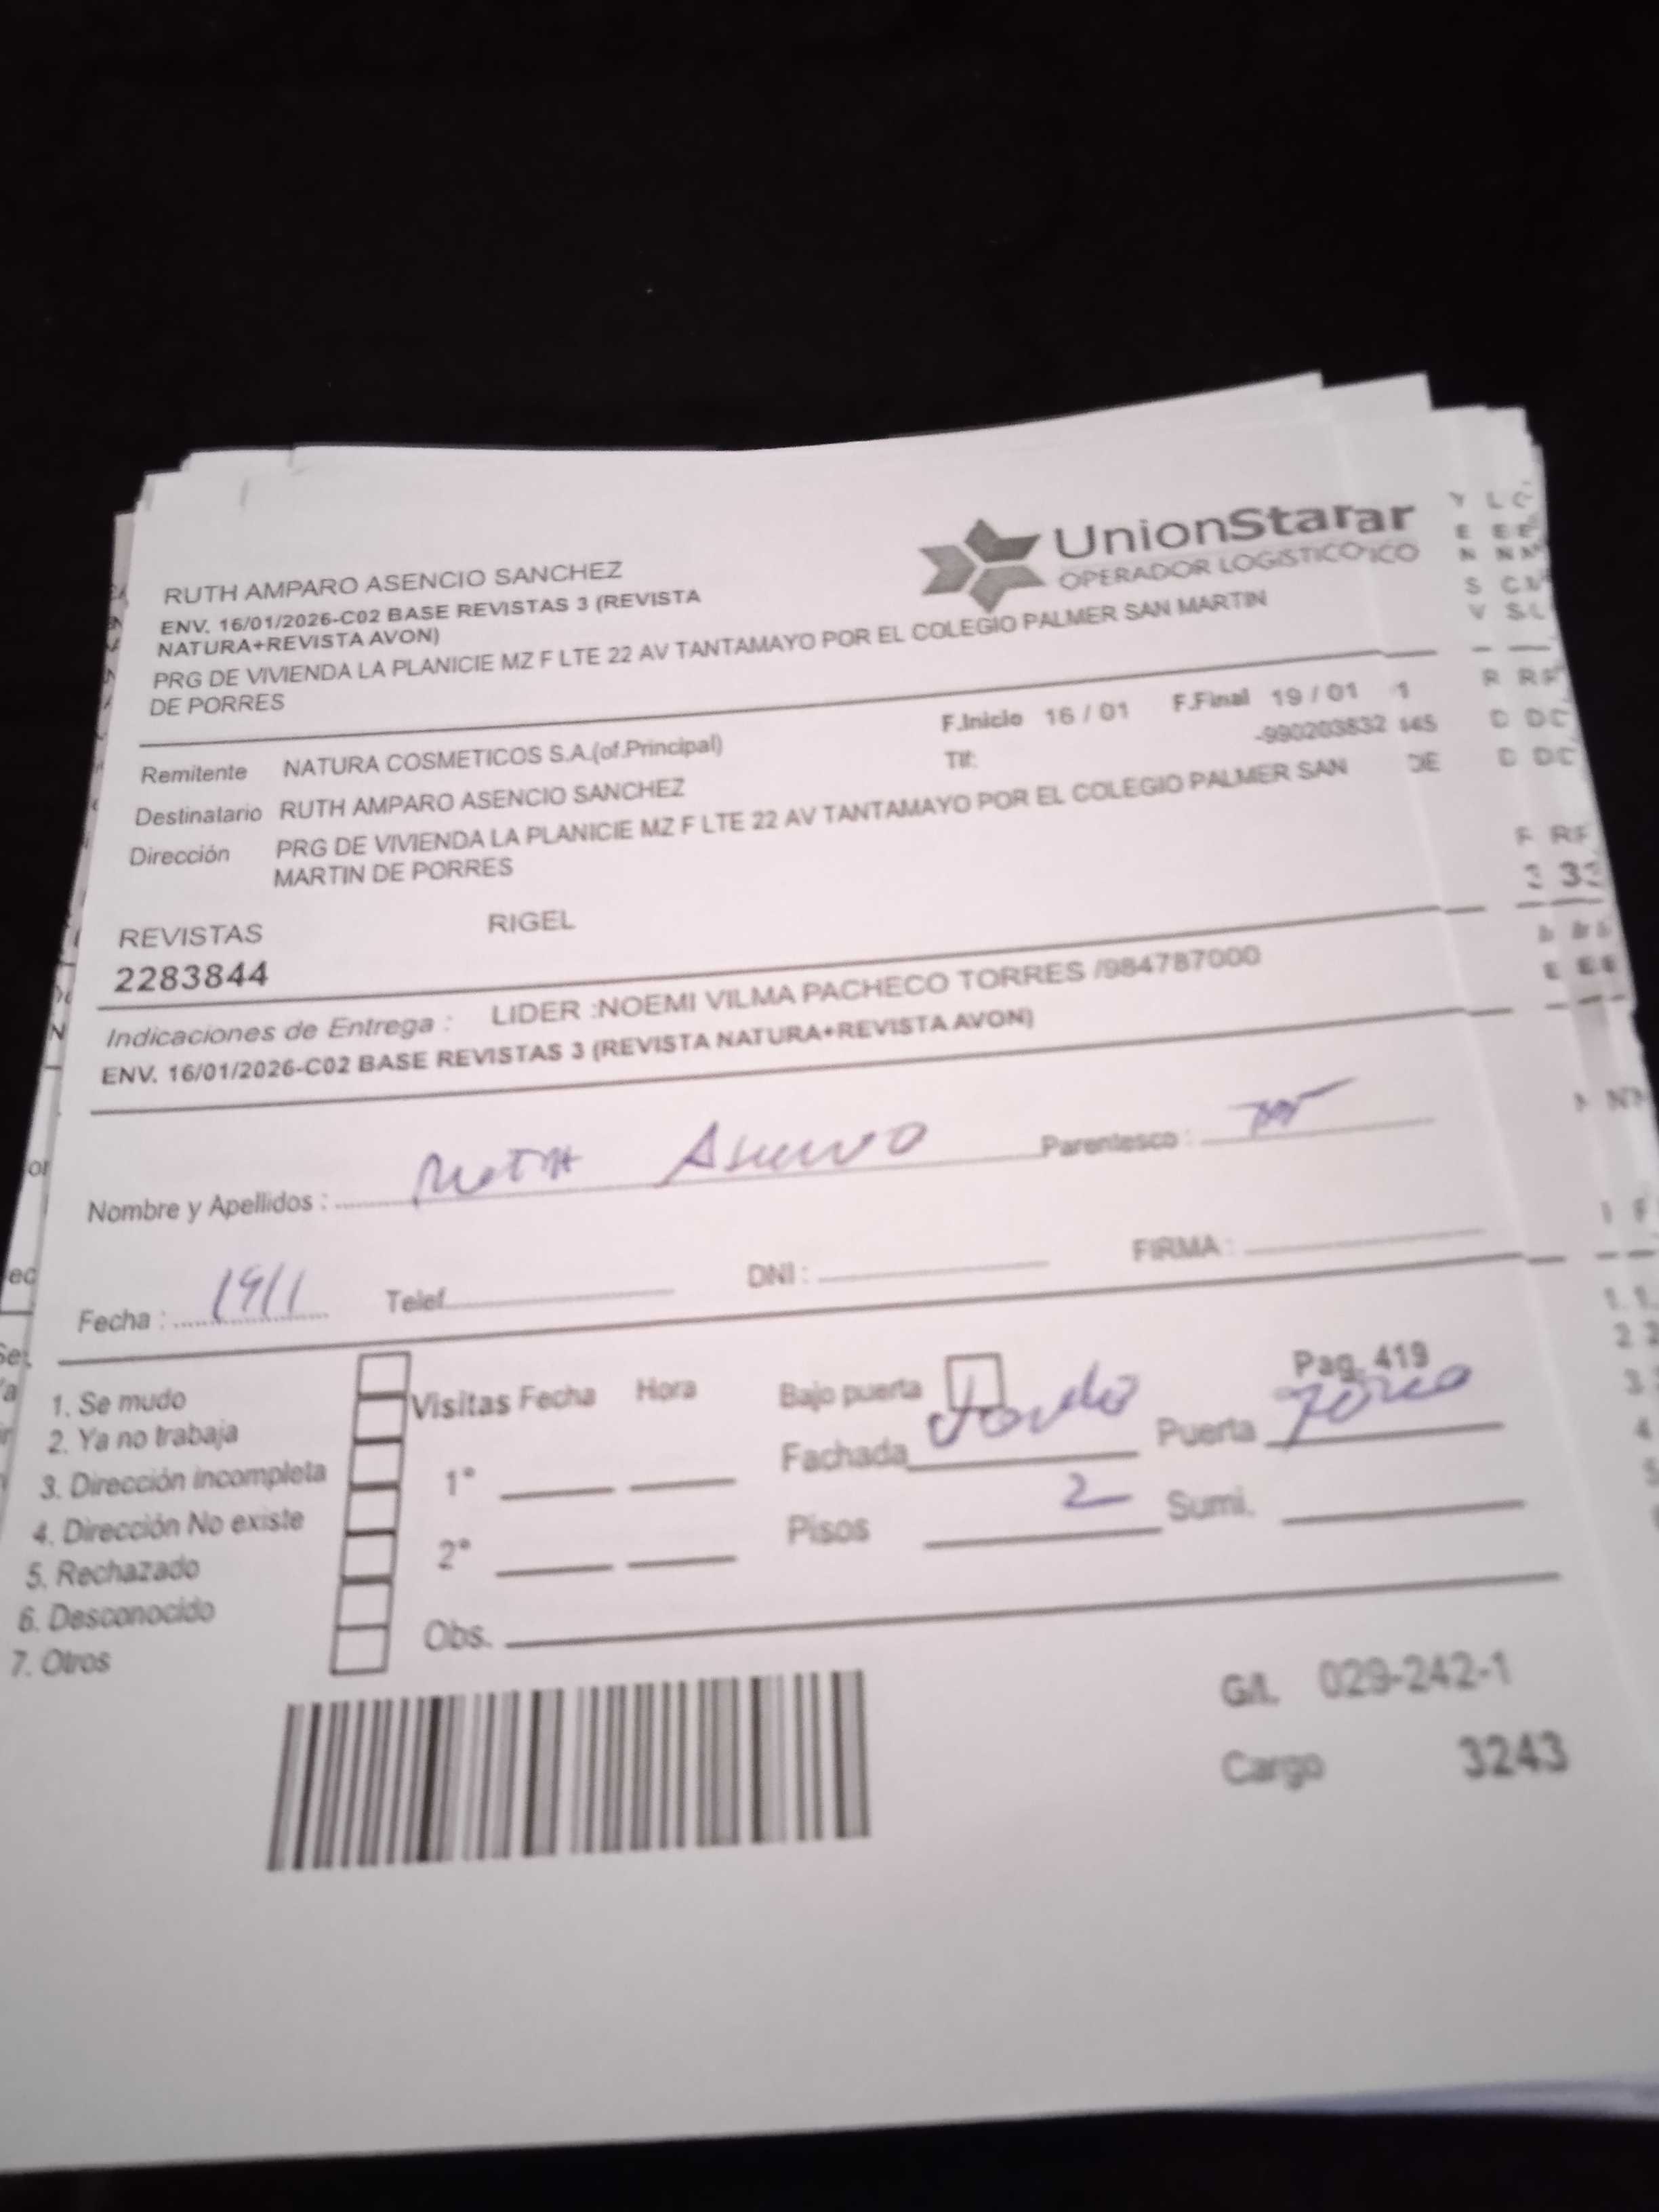 RUTH AMPARO ASENCIO SANCHEZ
ENV. 16/01/2026-C02 BASE REVISTAS 3 (REVISTA
NATURA+REVISTA AVON)
PRG DE VIVIENDA LA PLANICIE MZ F LTE 22 AV TANTAMAYO POR EL COLEGIO PALMER SAN MARTIN
DE PORRES
UnionStar
OPERADOR LOGISTICO
Remitente NATURA COSMETICOS S.A.(of.Principal) F.Inicio 16 / 01 F.Final 19 / 01
Destinatario RUTH AMPARO ASENCIO SANCHEZ Tlf: -990203832
Dirección PRG DE VIVIENDA LA PLANICIE MZ F LTE 22 AV TANTAMAYO POR EL COLEGIO PALMER SAN
MARTIN DE PORRES
REVISTAS RIGEL
2283844
Indicaciones de Entrega : LIDER :NOEMI VILMA PACHECO TORRES /984787000
ENV. 16/01/2026-C02 BASE REVISTAS 3 (REVISTA NATURA+REVISTA AVON)
Nombre y Apellidos : Ruth Asencio Parentesco :
Fecha : 19/1 Telef. DNI : FIRMA :
1. Se mudo
2. Ya no trabaja
3. Dirección incompleta
4. Dirección No existe
5. Rechazado
6. Desconocido
7. Otros
Visitas Fecha Hora
1°
2°
Obs.
Bajo puerta Pag. 419
Fachada Puerta
Pisos 2 Sumi.
G/L 029-242-1
Cargo 3243